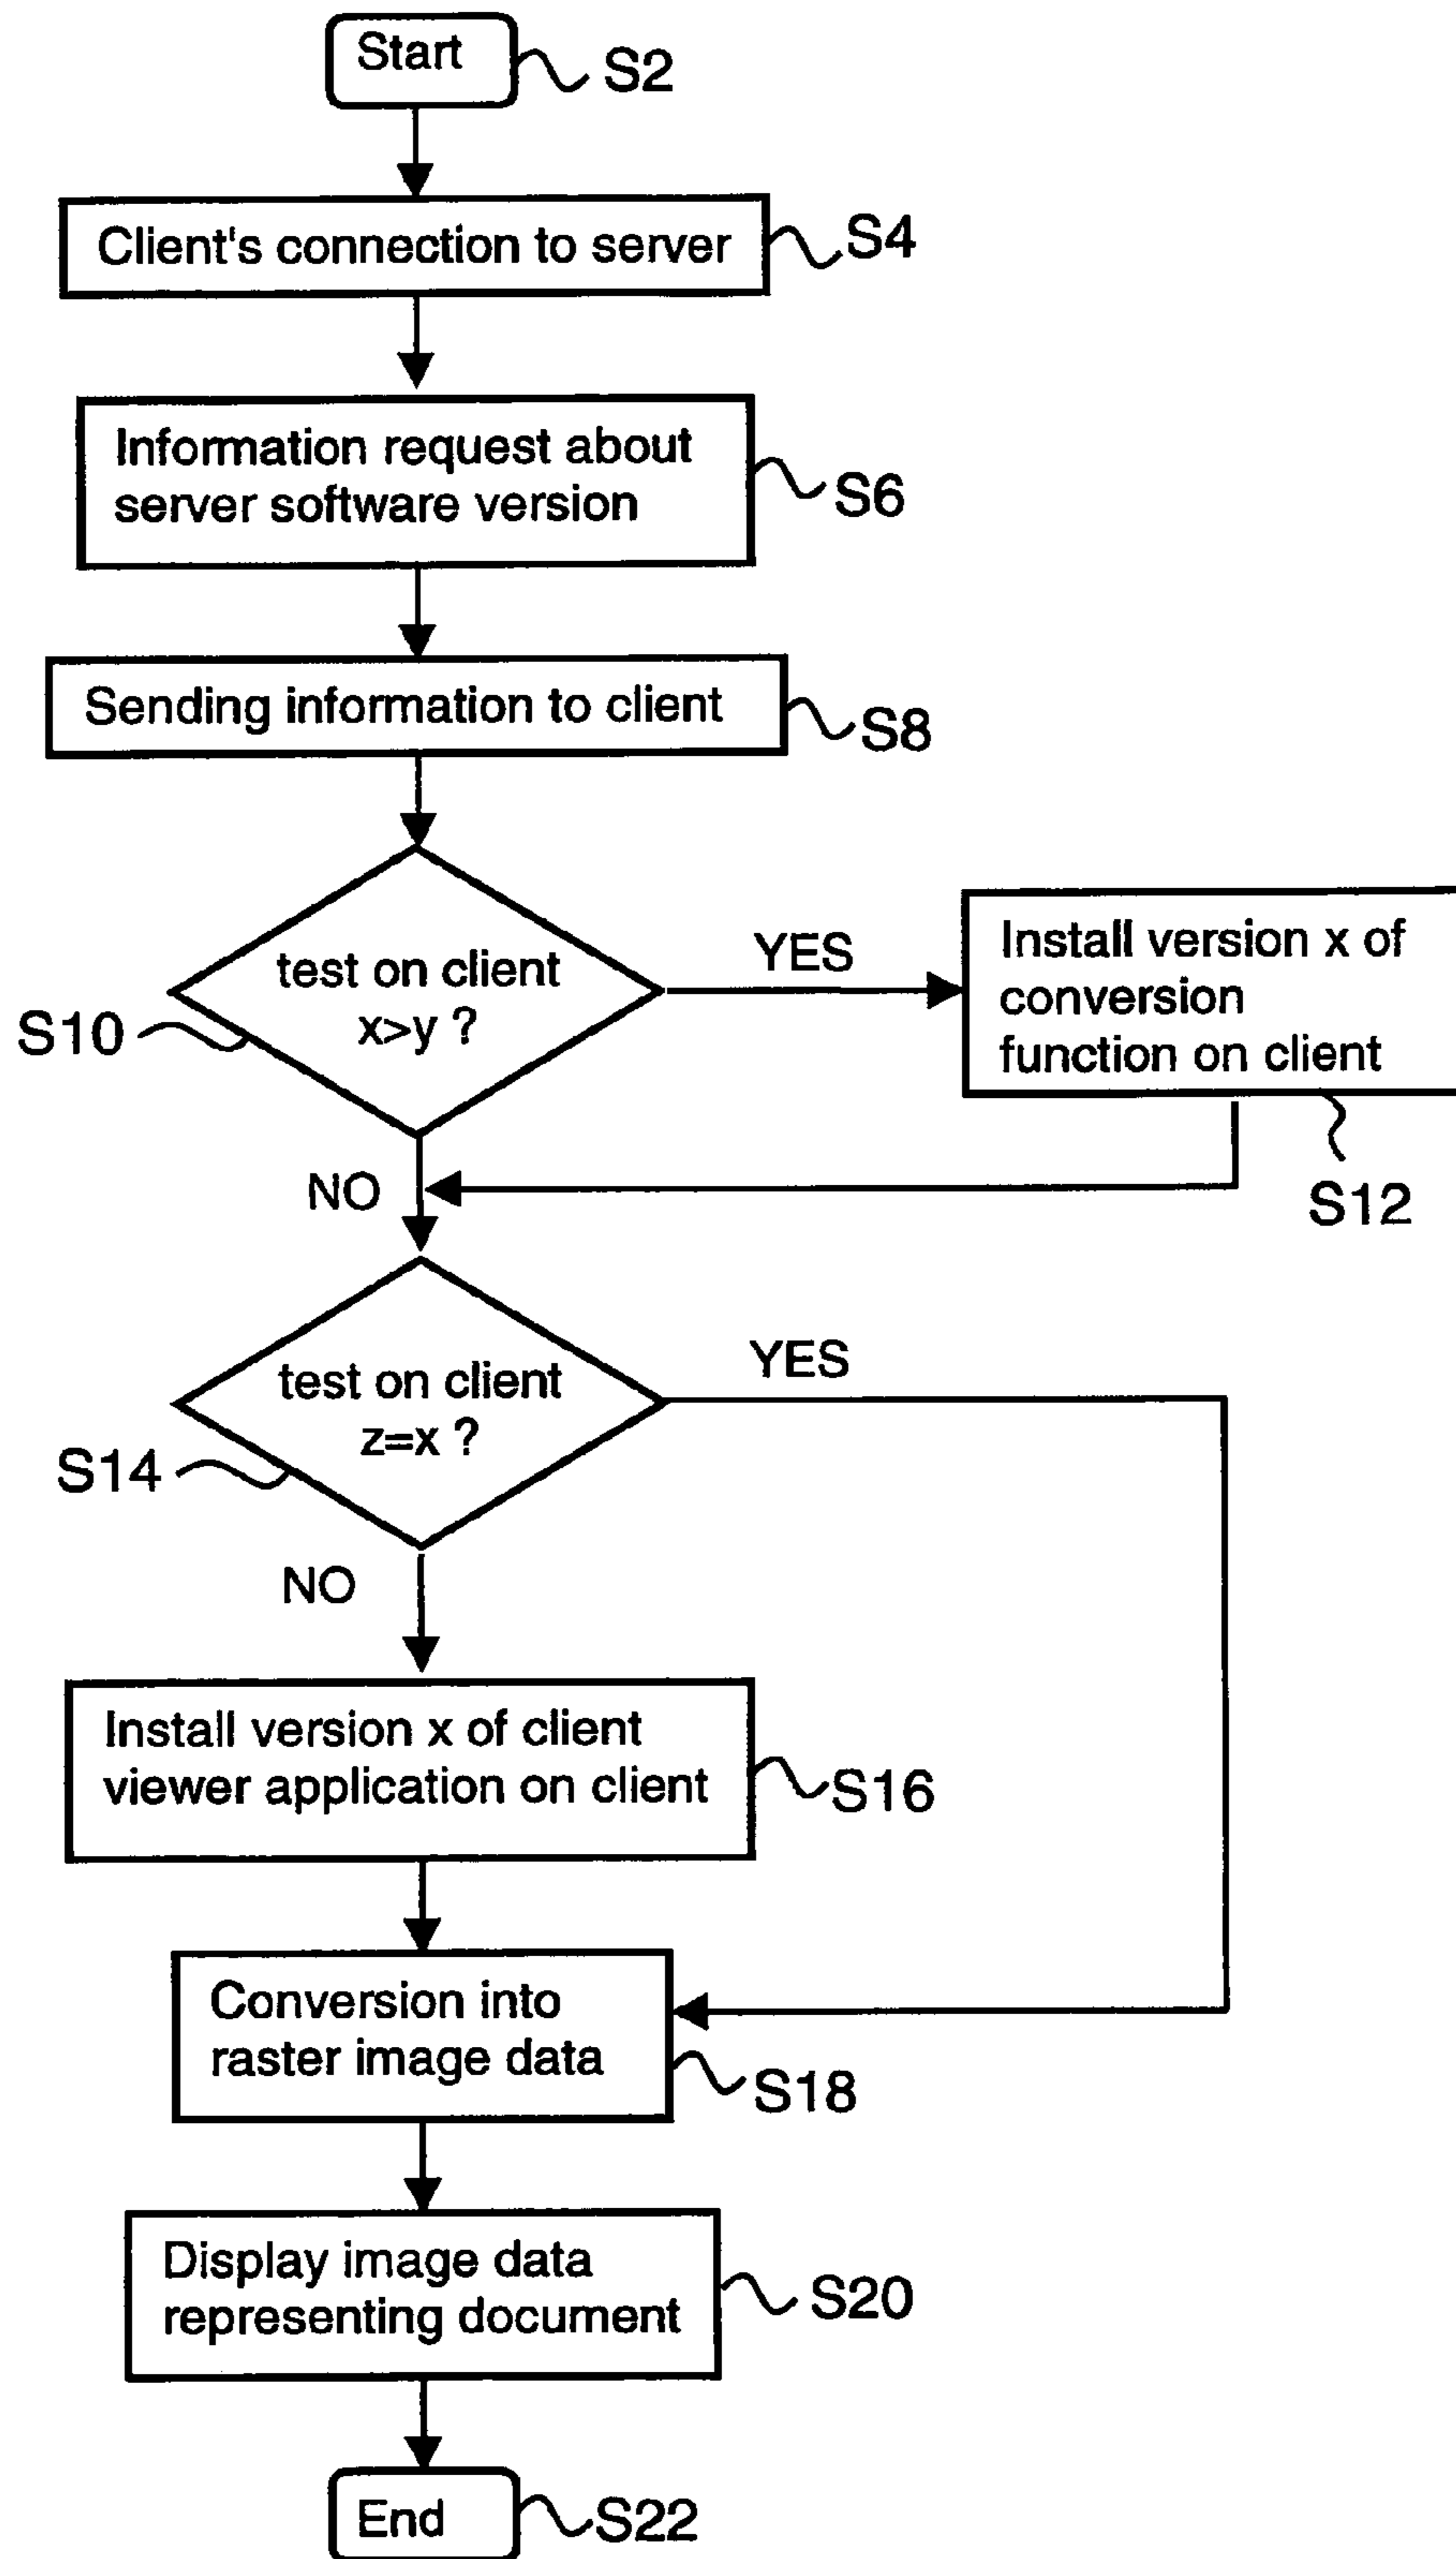 Start
S2
Client's connection to server
S4
Information request about
server software version
S6
Sending information to client
S8
test on client
x>y ?
S10
YES
Install version x of
conversion
function on client
S12
NO
test on client
z=x ?
S14
YES
NO
Install version x of client
viewer application on client
S16
Conversion into
raster image data
S18
Display image data
representing document
S20
End
S22